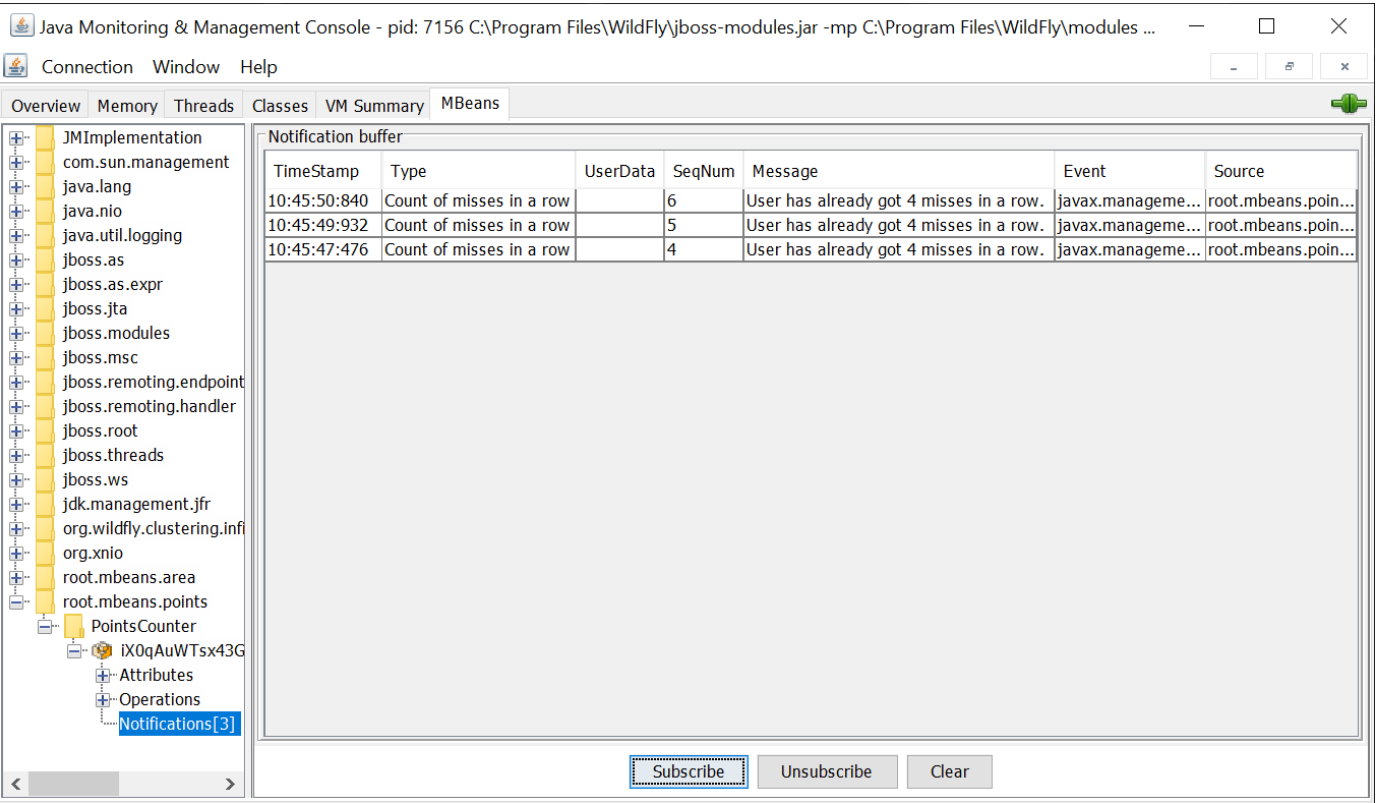 Java Monitoring & Management Console - pid: 7156 C:\Program Files\WildFly\jboss-modules.jar -mp C:\Program Files\WildFly\modules ...
Connection Window Help
Overview Memory Threads Classes VM Summary MBeans
JMImplementation
com.sun.management
java.lang
java.nio
java.util.logging
jboss.as
jboss.as.expr
jboss.jta
jboss.modules
jboss.msc
jboss.remoting.endpoint
jboss.remoting.handler
jboss.root
jboss.threads
jboss.ws
jdk.management.jfr
org.wildfly.clustering.infi
org.xnio
root.mbeans.area
root.mbeans.points
PointsCounter
iX0qAuWTsx43G
Attributes
Operations
Notifications[3]
Notification buffer
TimeStamp Type UserData SeqNum Message Event Source
10:45:50:840 Count of misses in a row 6 User has already got 4 misses in a row. javax.manageme... root.mbeans.poin...
10:45:49:932 Count of misses in a row 5 User has already got 4 misses in a row. javax.manageme... root.mbeans.poin...
10:45:47:476 Count of misses in a row 4 User has already got 4 misses in a row. javax.manageme... root.mbeans.poin...
Subscribe Unsubscribe Clear